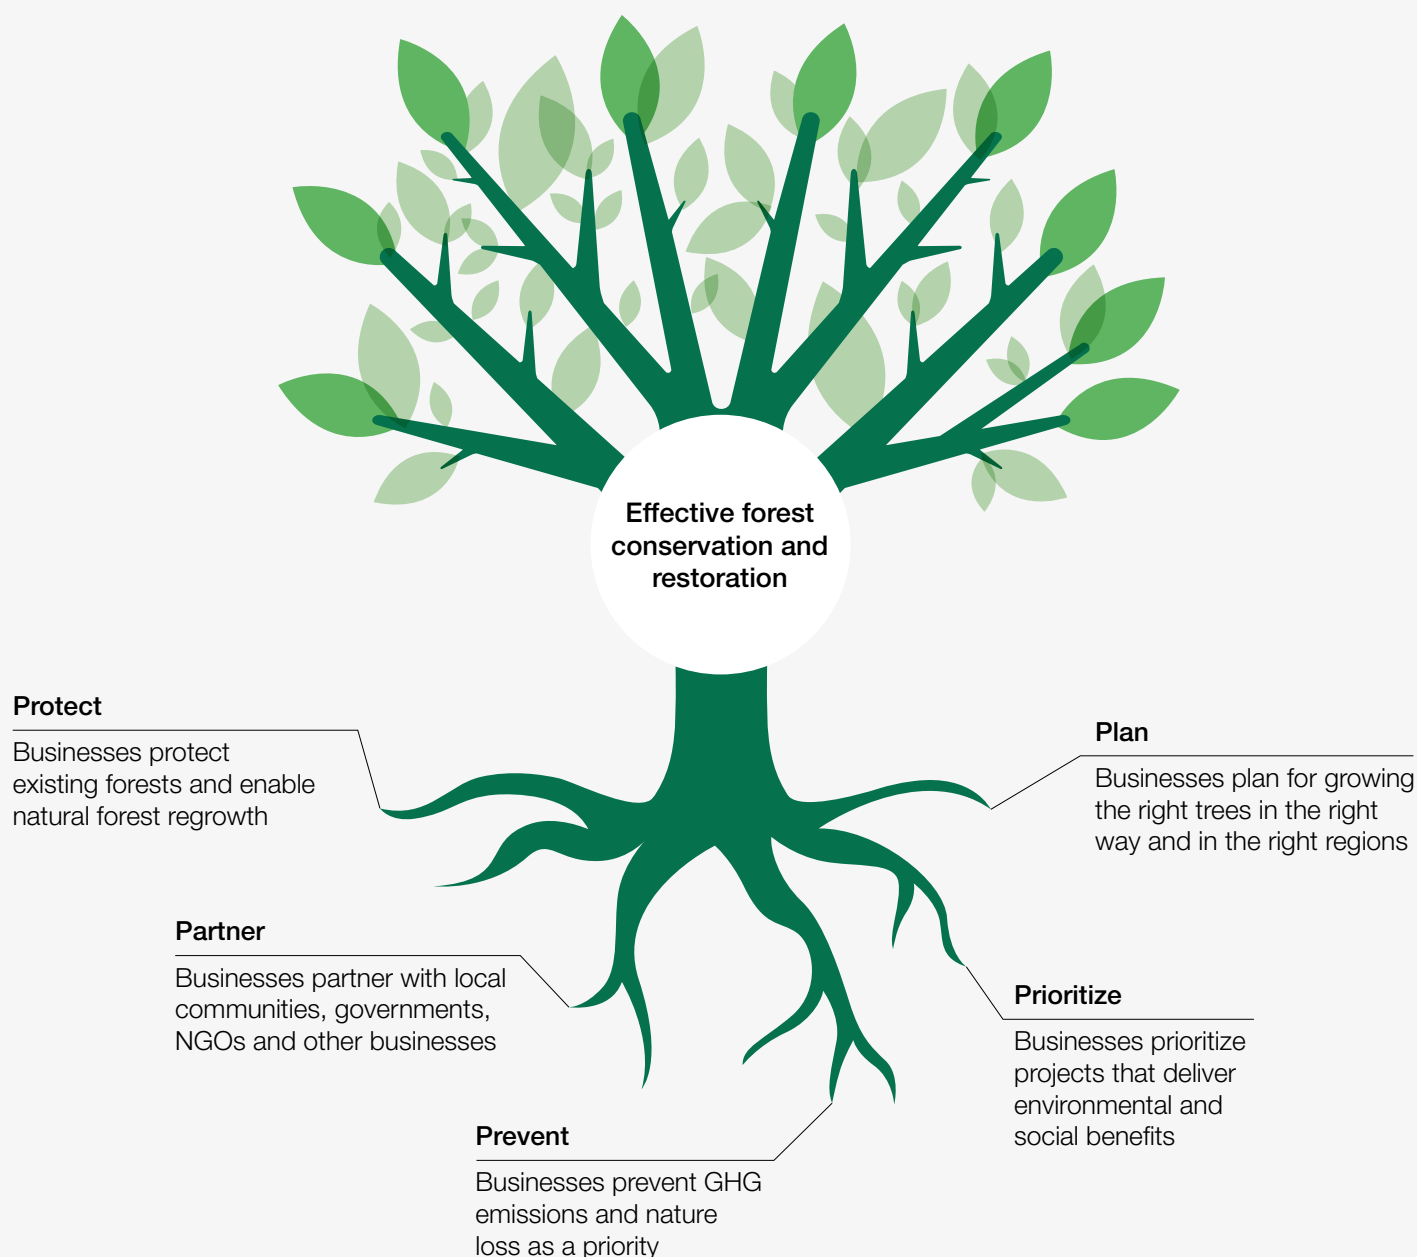 Effective forest
conservation and
restoration
Protect
Businesses protect
existing forests and enable
natural forest regrowth
Plan
Businesses plan for growing
the right trees in the right
way and in the right regions
Partner
Businesses partner with local
communities, governments,
NGOs and other businesses
Prioritize
Businesses prioritize
projects that deliver
environmental and
social benefits
Prevent
Businesses prevent GHG
emissions and nature
loss as a priority